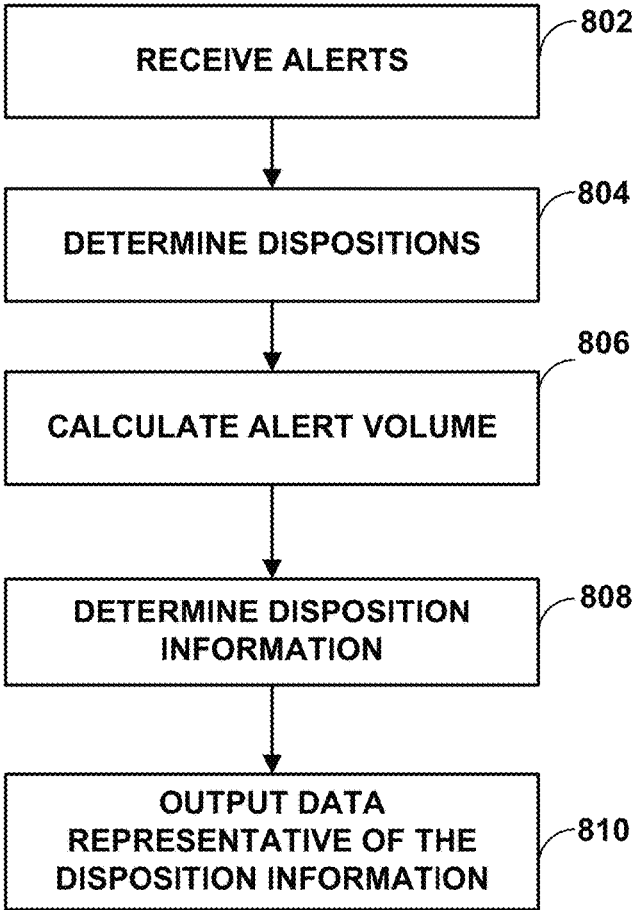 802
RECEIVE ALERTS
804
DETERMINE DISPOSITIONS
806
CALCULATE ALERT VOLUME
808
DETERMINE DISPOSITION
INFORMATION
OUTPUT DATA
REPRESENTATIVE OF THE
DISPOSITION INFORMATION
810